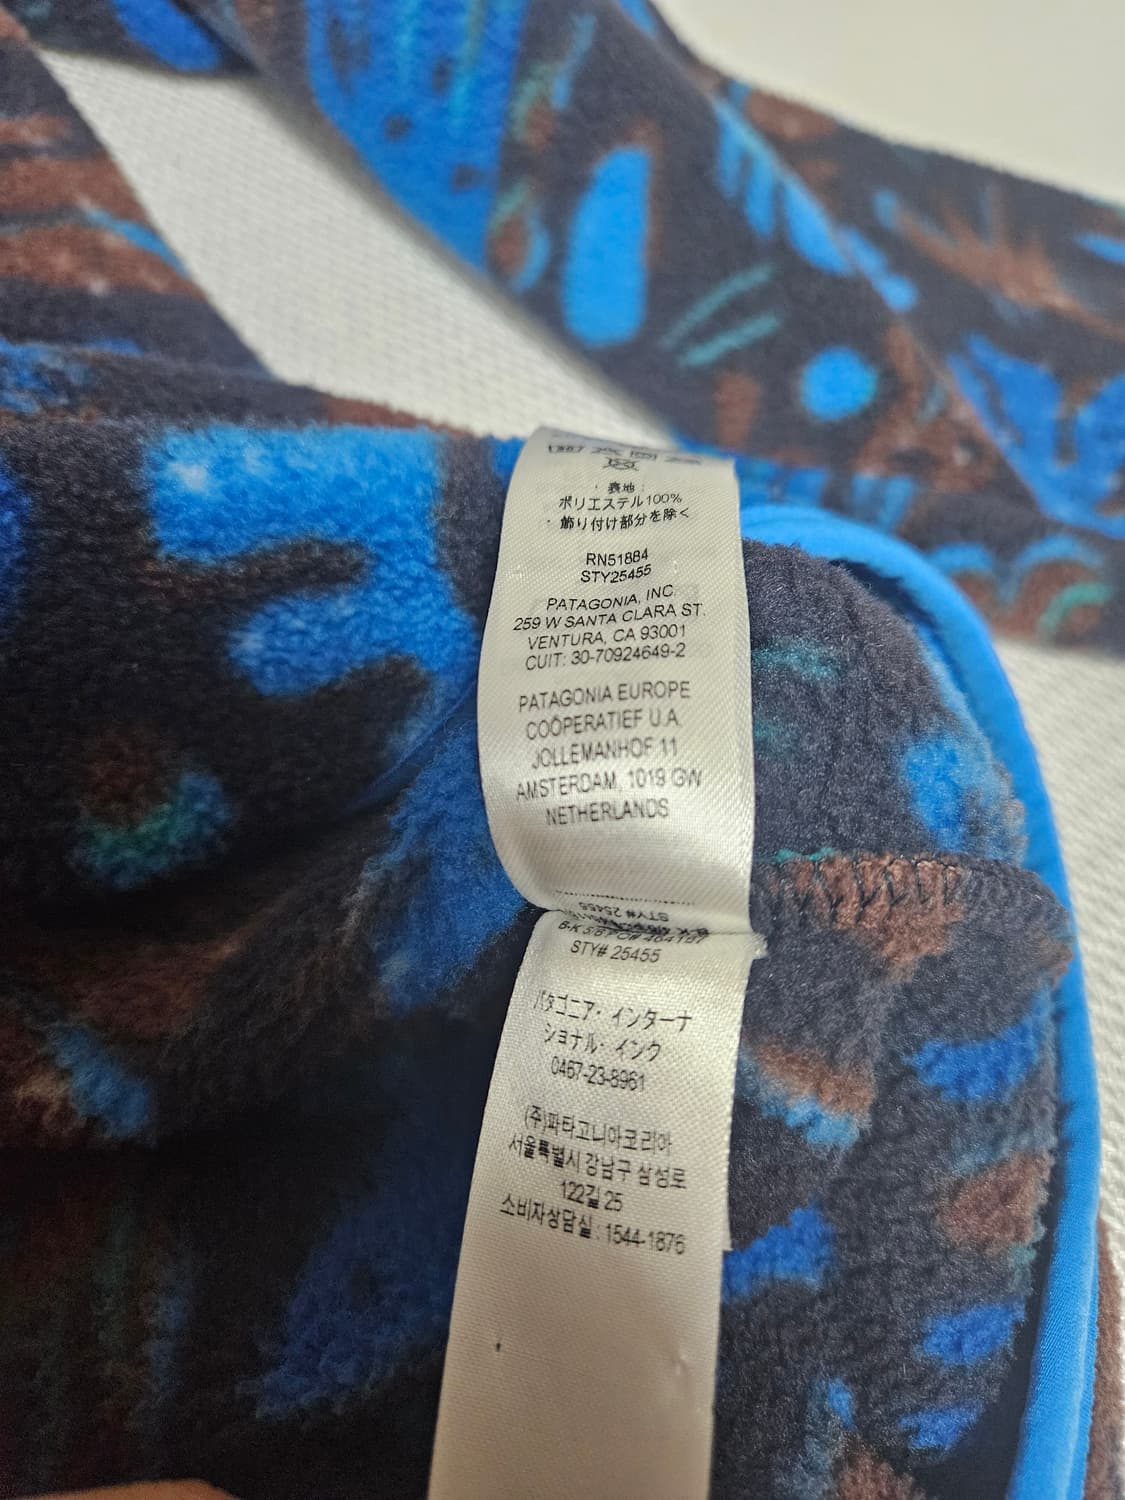 表地:
ポリエステル100%
・飾り付け部分を除く
RN51884
STY25455
PATAGONIA, INC.
259 W SANTA CLARA ST.
VENTURA, CA 93001
CUIT: 30-70924649-2
PATAGONIA EUROPE
COÖPERATIEF U.A.
JOLLEMANHOF 11
AMSTERDAM, 1019 GW
NETHERLANDS
STY# 25455
STY# 25455
パタゴニア・インターナ
ショナル・インク
0467-23-8961
(주)파타고니아코리아
서울특별시 강남구 삼성로
122길 25
소비자상담실 : 1544-1876